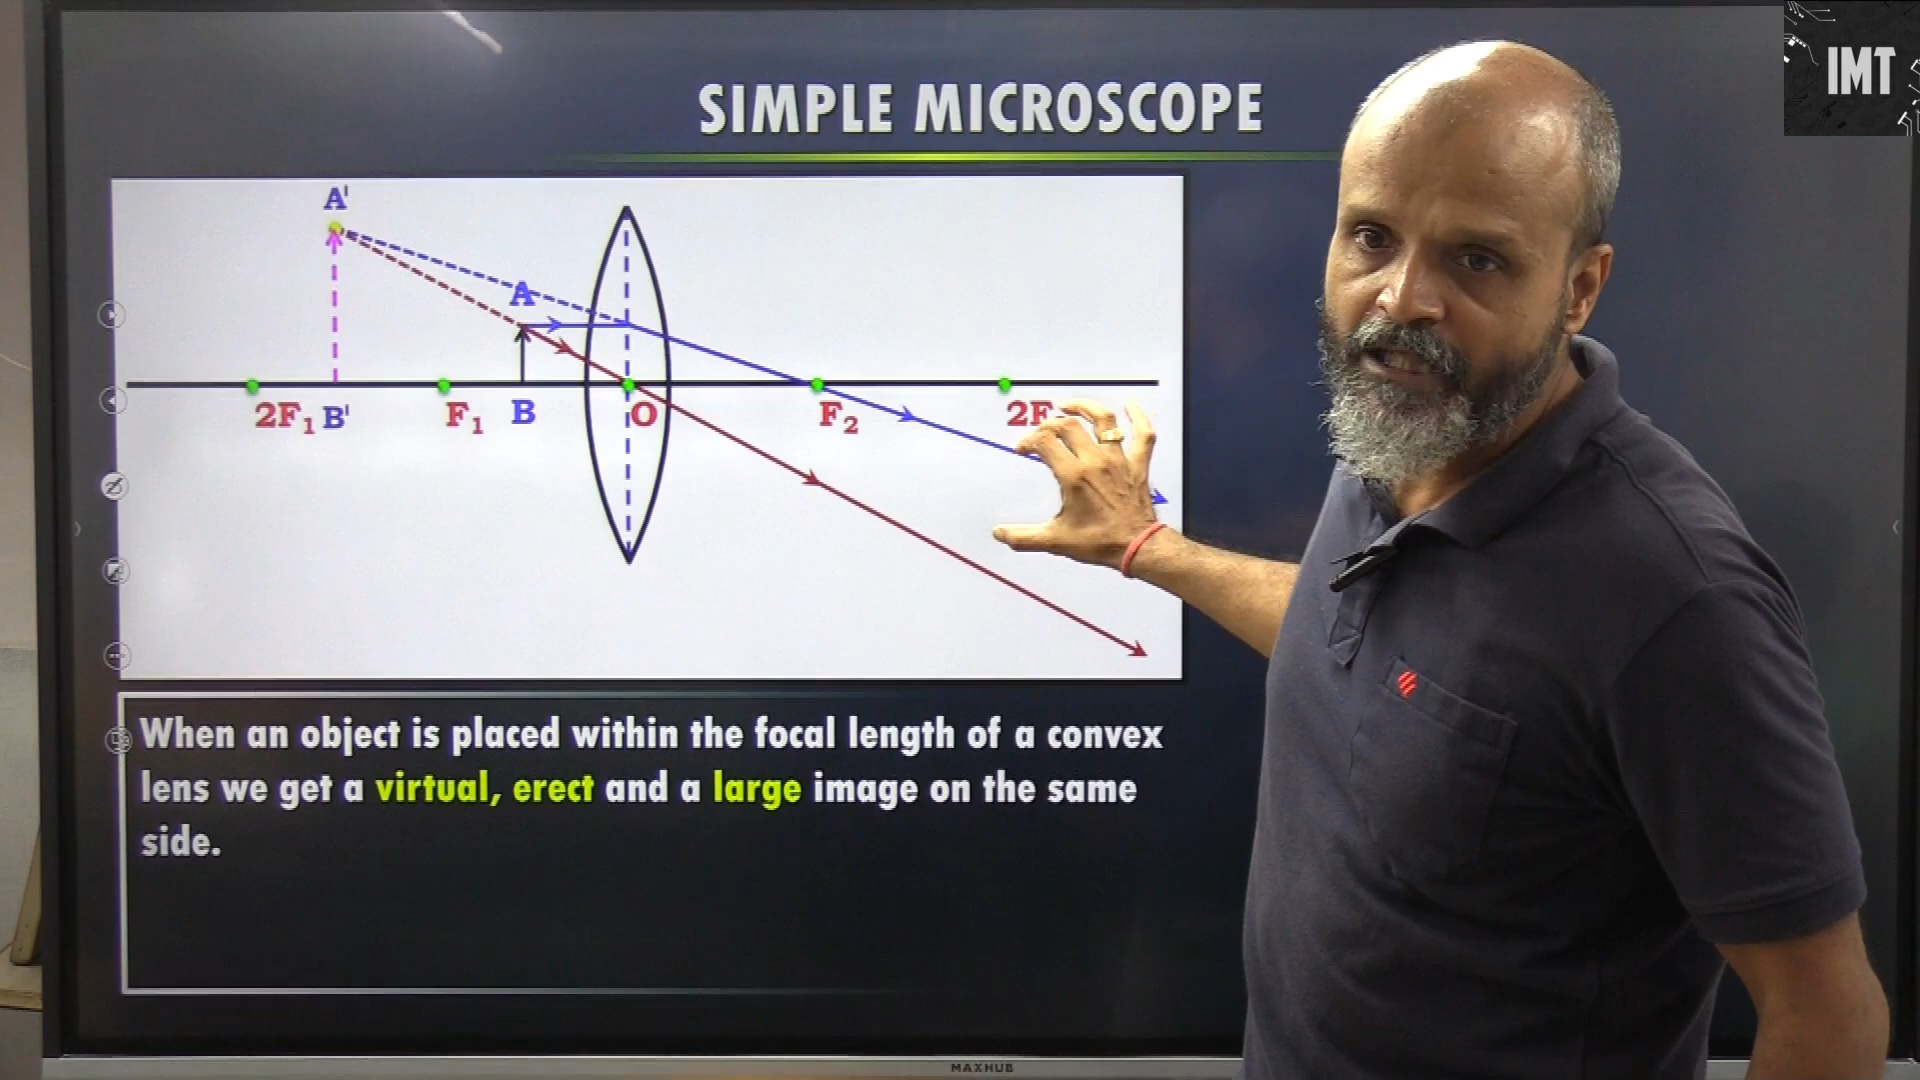 IMT
SIMPLE MICROSCOPE
A'
A
2F₁ B' F₁ B O F₂ 2F
When an object is placed within the focal length of a convex
lens we get a virtual, erect and a large image on the same
side.
MAXHUB